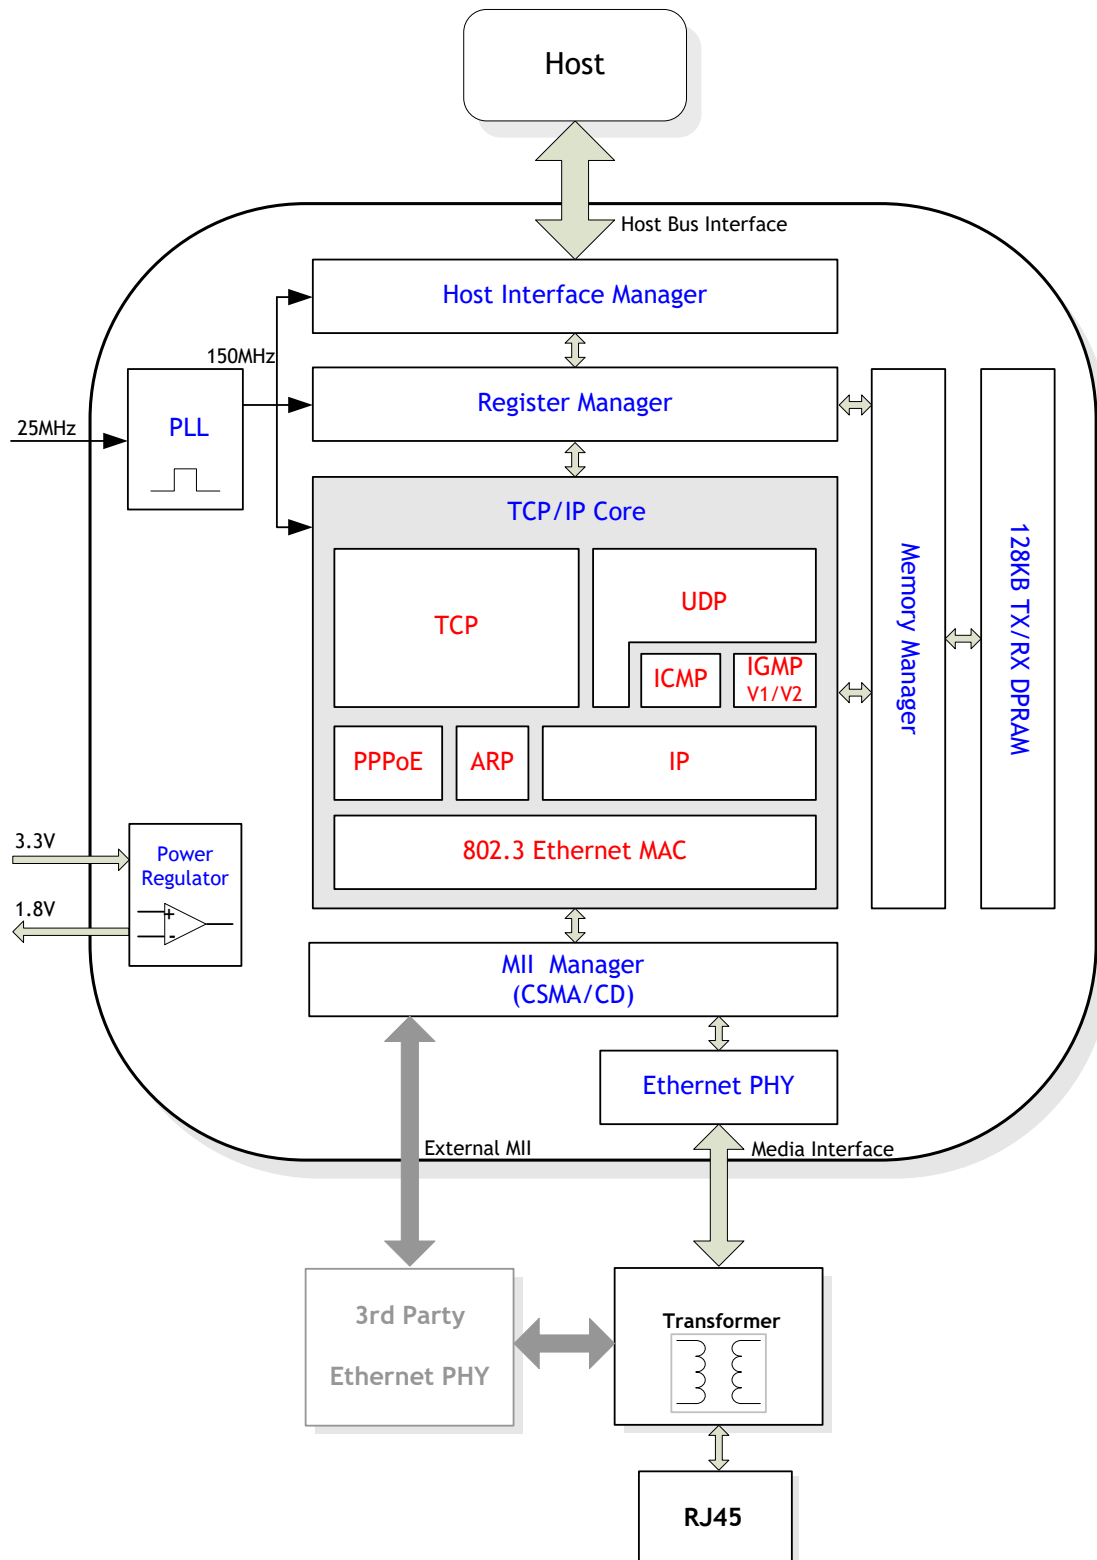 Host
Host Bus Interface
Host Interface Manager
150MHz
Register Manager
25MHz
PLL
TCP/IP Core
TCP
UDP
ICMP
IGMP
V1/V2
PPPoE
ARP
IP
802.3 Ethernet MAC
Memory Manager
128KB TX/RX DPRAM
3.3V
1.8V
Power
Regulator
+
-
MII Manager
(CSMA/CD)
Ethernet PHY
External MII
Media Interface
3rd Party
Ethernet PHY
Transformer
RJ45